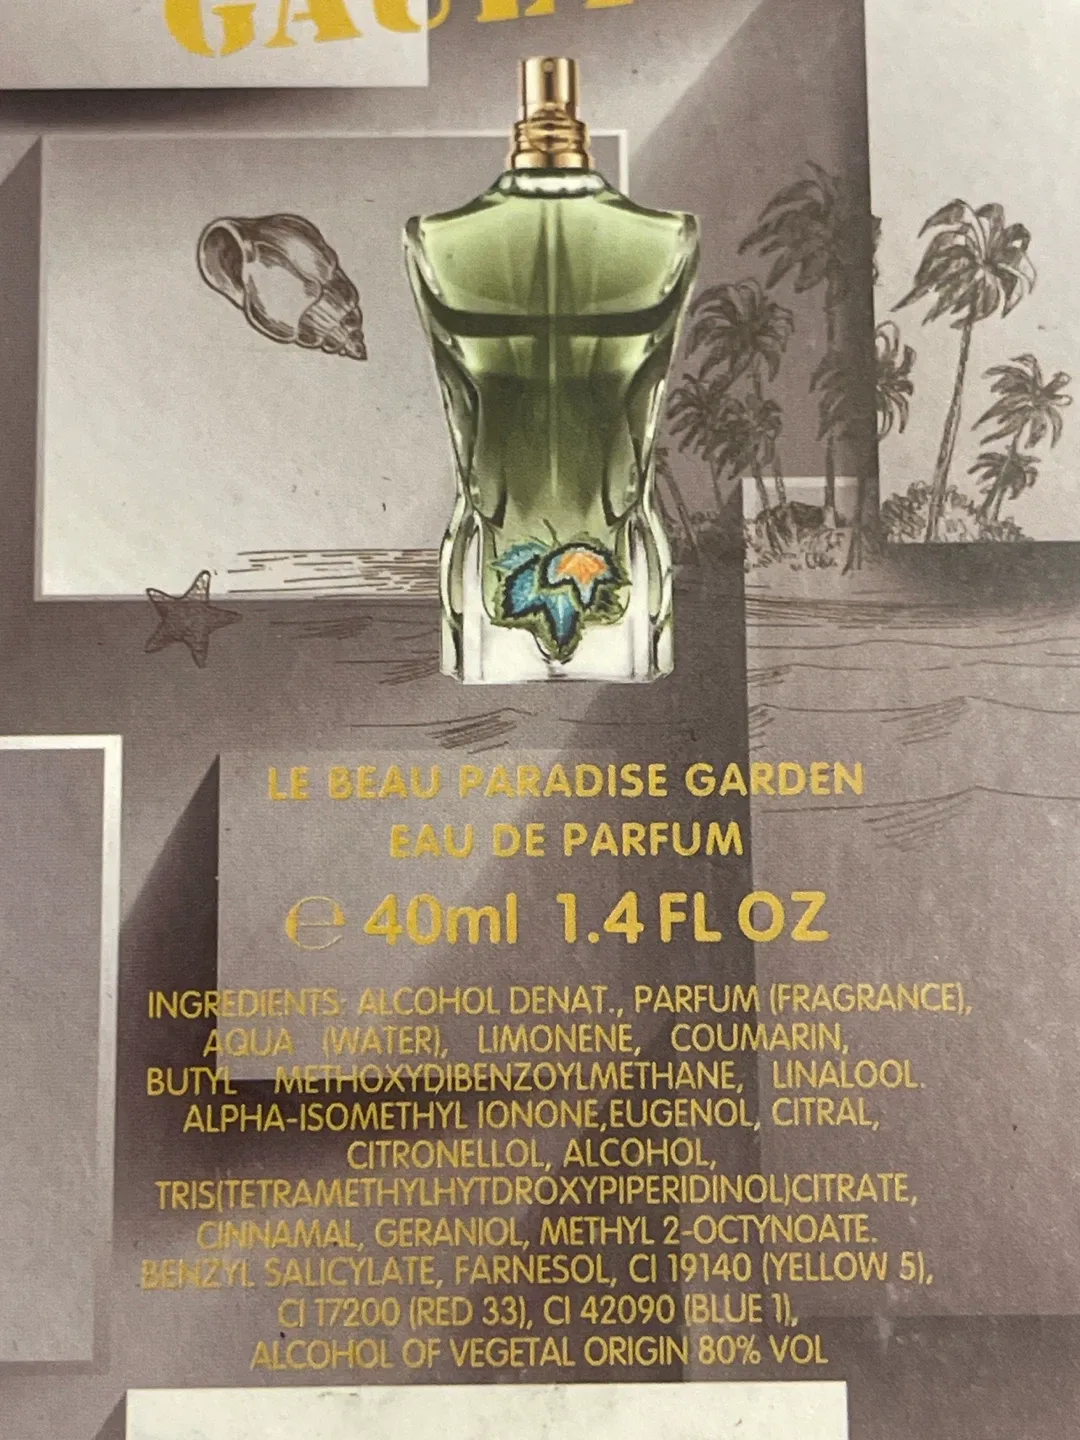 LE BEAU PARADISE GARDEN
EAU DE PARFUM
℮ 40ml 1.4 FL OZ
INGREDIENTS: ALCOHOL DENAT., PARFUM (FRAGRANCE),
AQUA (WATER), LIMONENE, COUMARIN,
BUTYL METHOXYDIBENZOYLMETHANE, LINALOOL.
ALPHA-ISOMETHYL IONONE,EUGENOL, CITRAL,
CITRONELLOL, ALCOHOL,
TRIS(TETRAMETHYLHYTDROXYPIPERIDINOL)CITRATE,
CINNAMAL, GERANIOL, METHYL 2-OCTYNOATE.
BENZYL SALICYLATE, FARNESOL, CI 19140 (YELLOW 5),
CI 17200 (RED 33), CI 42090 (BLUE 1),
ALCOHOL OF VEGETAL ORIGIN 80% VOL